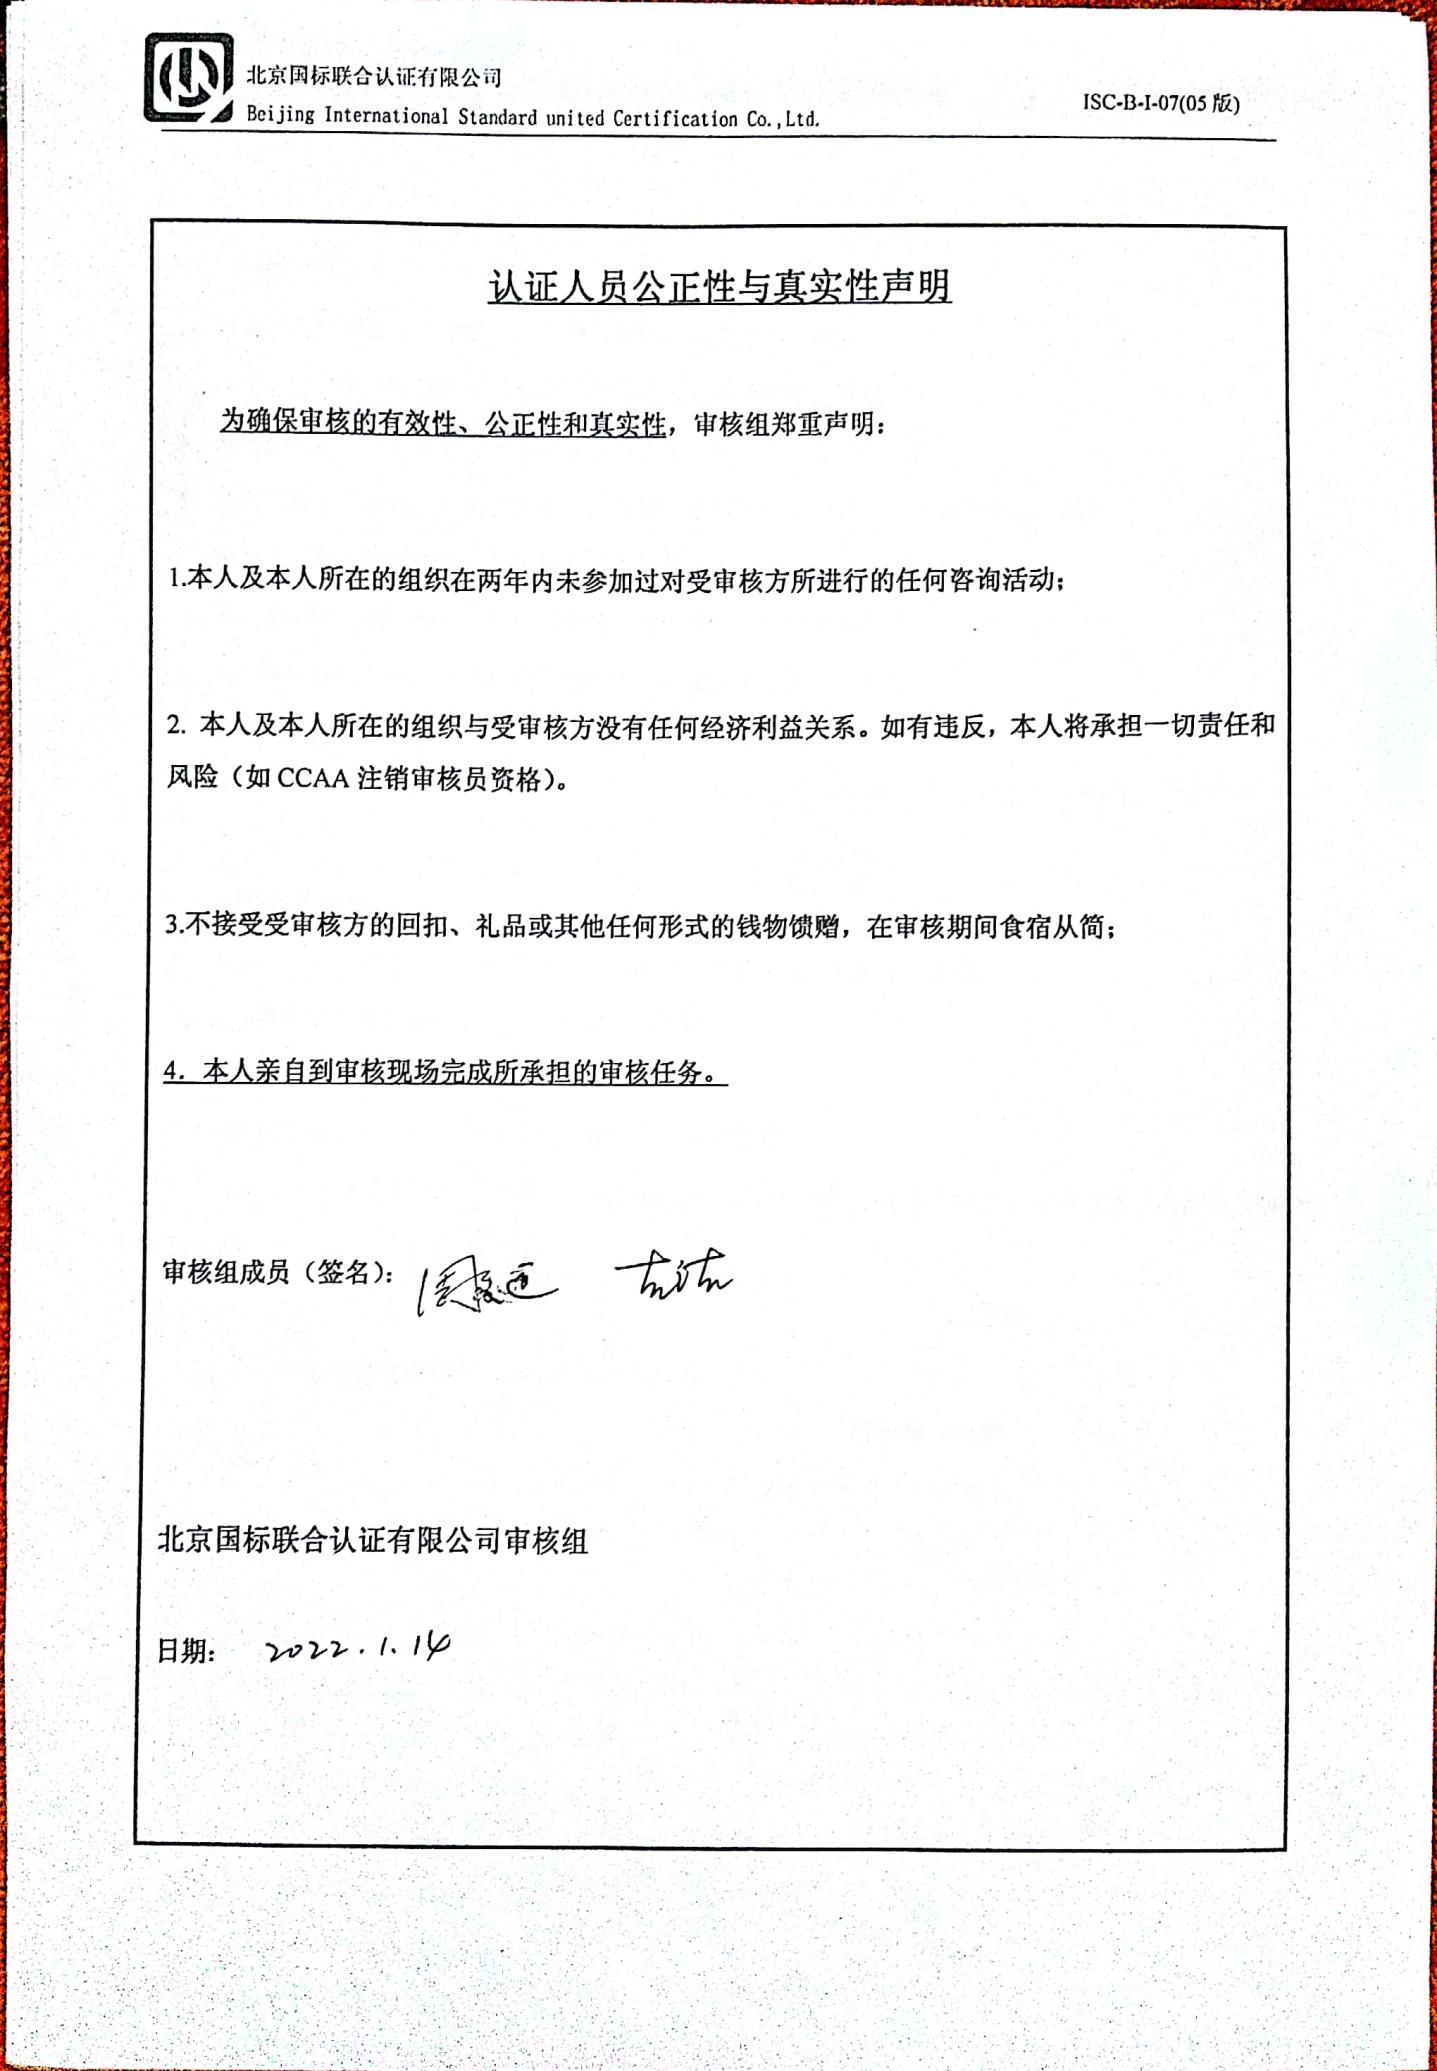 北京国标联合认证有限公司
Beijing International Standard united Certification Co.,Ltd.
ISC-B-I-07(05 版)
认证人员公正性与真实性声明
为确保审核的有效性、公正性和真实性，审核组郑重声明：
1.本人及本人所在的组织在两年内未参加过对受审核方所进行的任何咨询活动；
2. 本人及本人所在的组织与受审核方没有任何经济利益关系。如有违反，本人将承担一切责任和
风险（如 CCAA 注销审核员资格）。
3.不接受受审核方的回扣、礼品或其他任何形式的钱物馈赠，在审核期间食宿从简；
4．本人亲自到审核现场完成所承担的审核任务。
审核组成员（签名）：
北京国标联合认证有限公司审核组
日期： 2022.1.14